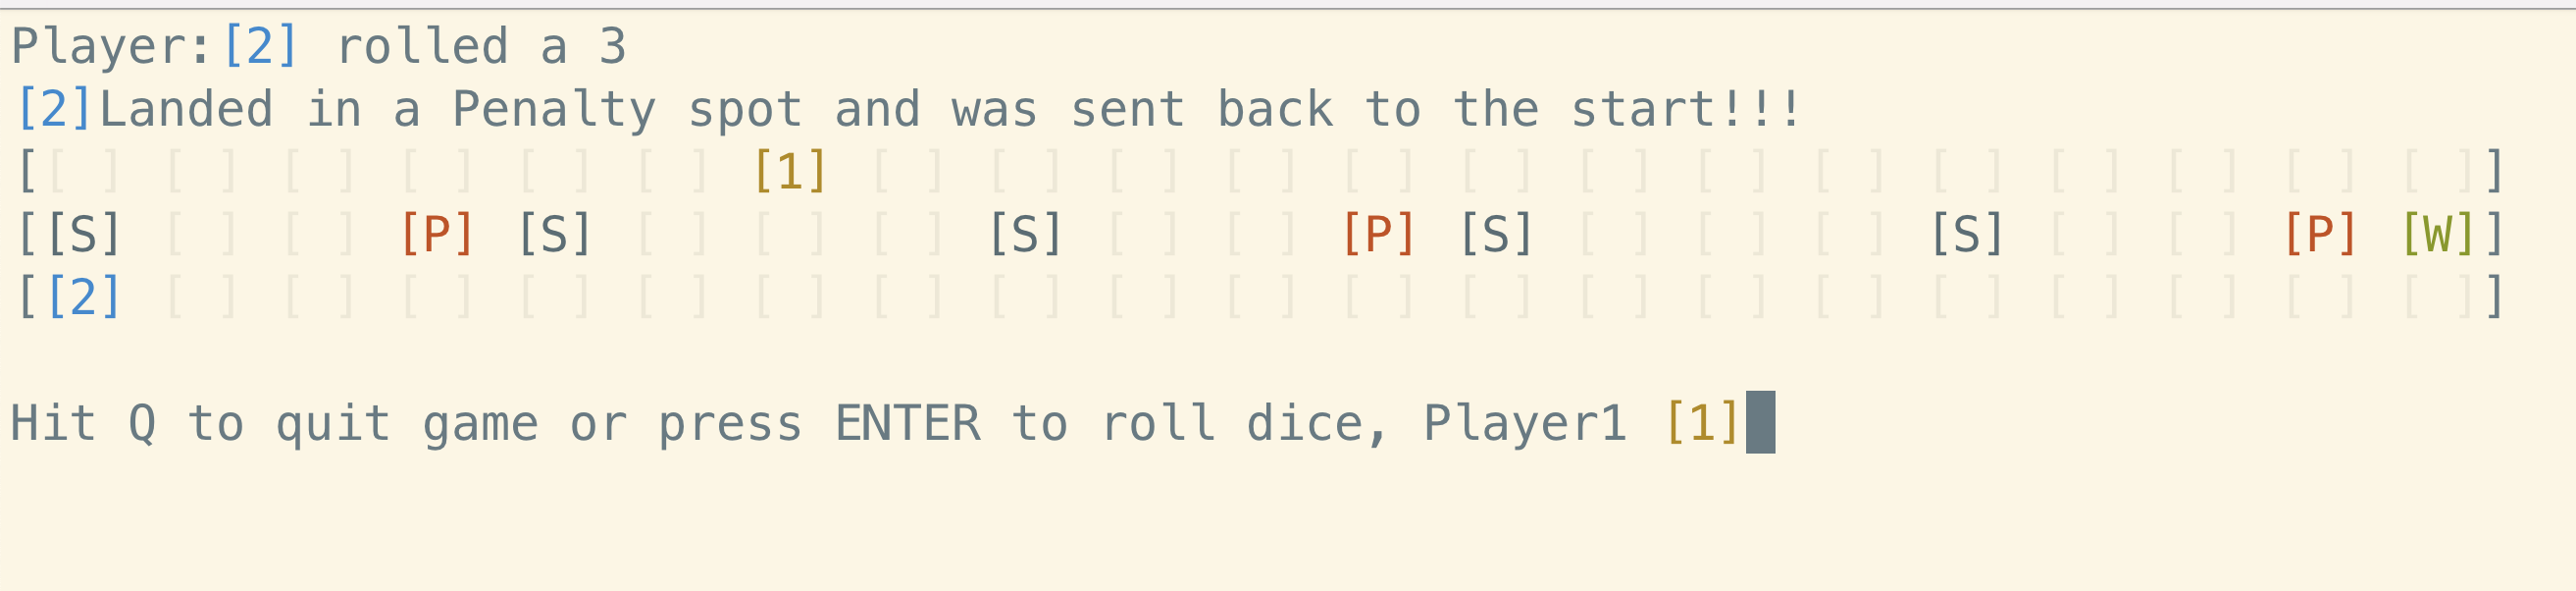 Player:[2] rolled a 3
[2]Landed in a Penalty spot and was sent back to the start!!!
[[ ] [ ] [ ] [ ] [ ] [ ] [1] [ ] [ ] [ ] [ ] [ ] [ ] [ ] [ ] [ ] [ ] [ ] [ ] [ ] [ ]]
[[S] [ ] [ ] [P] [S] [ ] [ ] [ ] [S] [ ] [ ] [P] [S] [ ] [ ] [ ] [S] [ ] [ ] [P] [W]]
[[2] [ ] [ ] [ ] [ ] [ ] [ ] [ ] [ ] [ ] [ ] [ ] [ ] [ ] [ ] [ ] [ ] [ ] [ ] [ ] [ ]]
Hit Q to quit game or press ENTER to roll dice, Player1 [1]